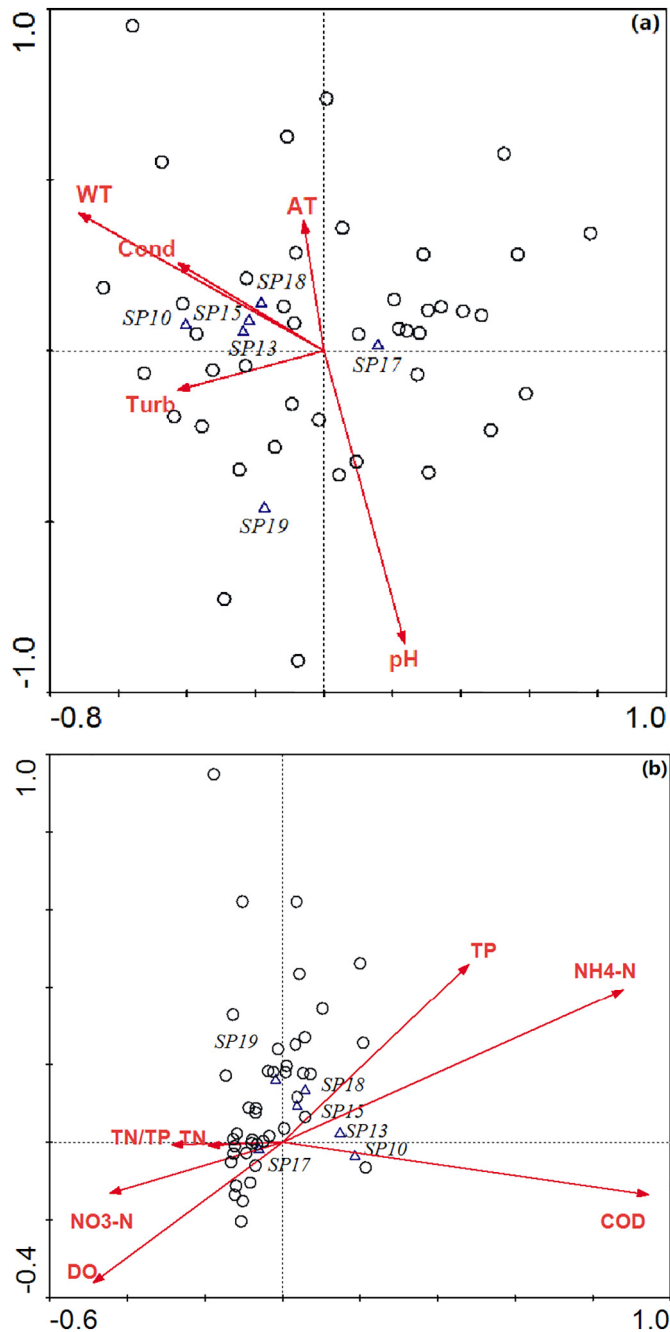 (a)
1.0
WT
AT
Cond
SP18
SP15
SP10
SP13
SP17
Turb
SP19
pH
-1.0
-0.8
1.0
(b)
1.0
TP
NH4-N
SP19
SP18
SP15
TN/TP TN
SP13
SP10
SP17
NO3-N
COD
DO
-0.4
-0.6
1.0